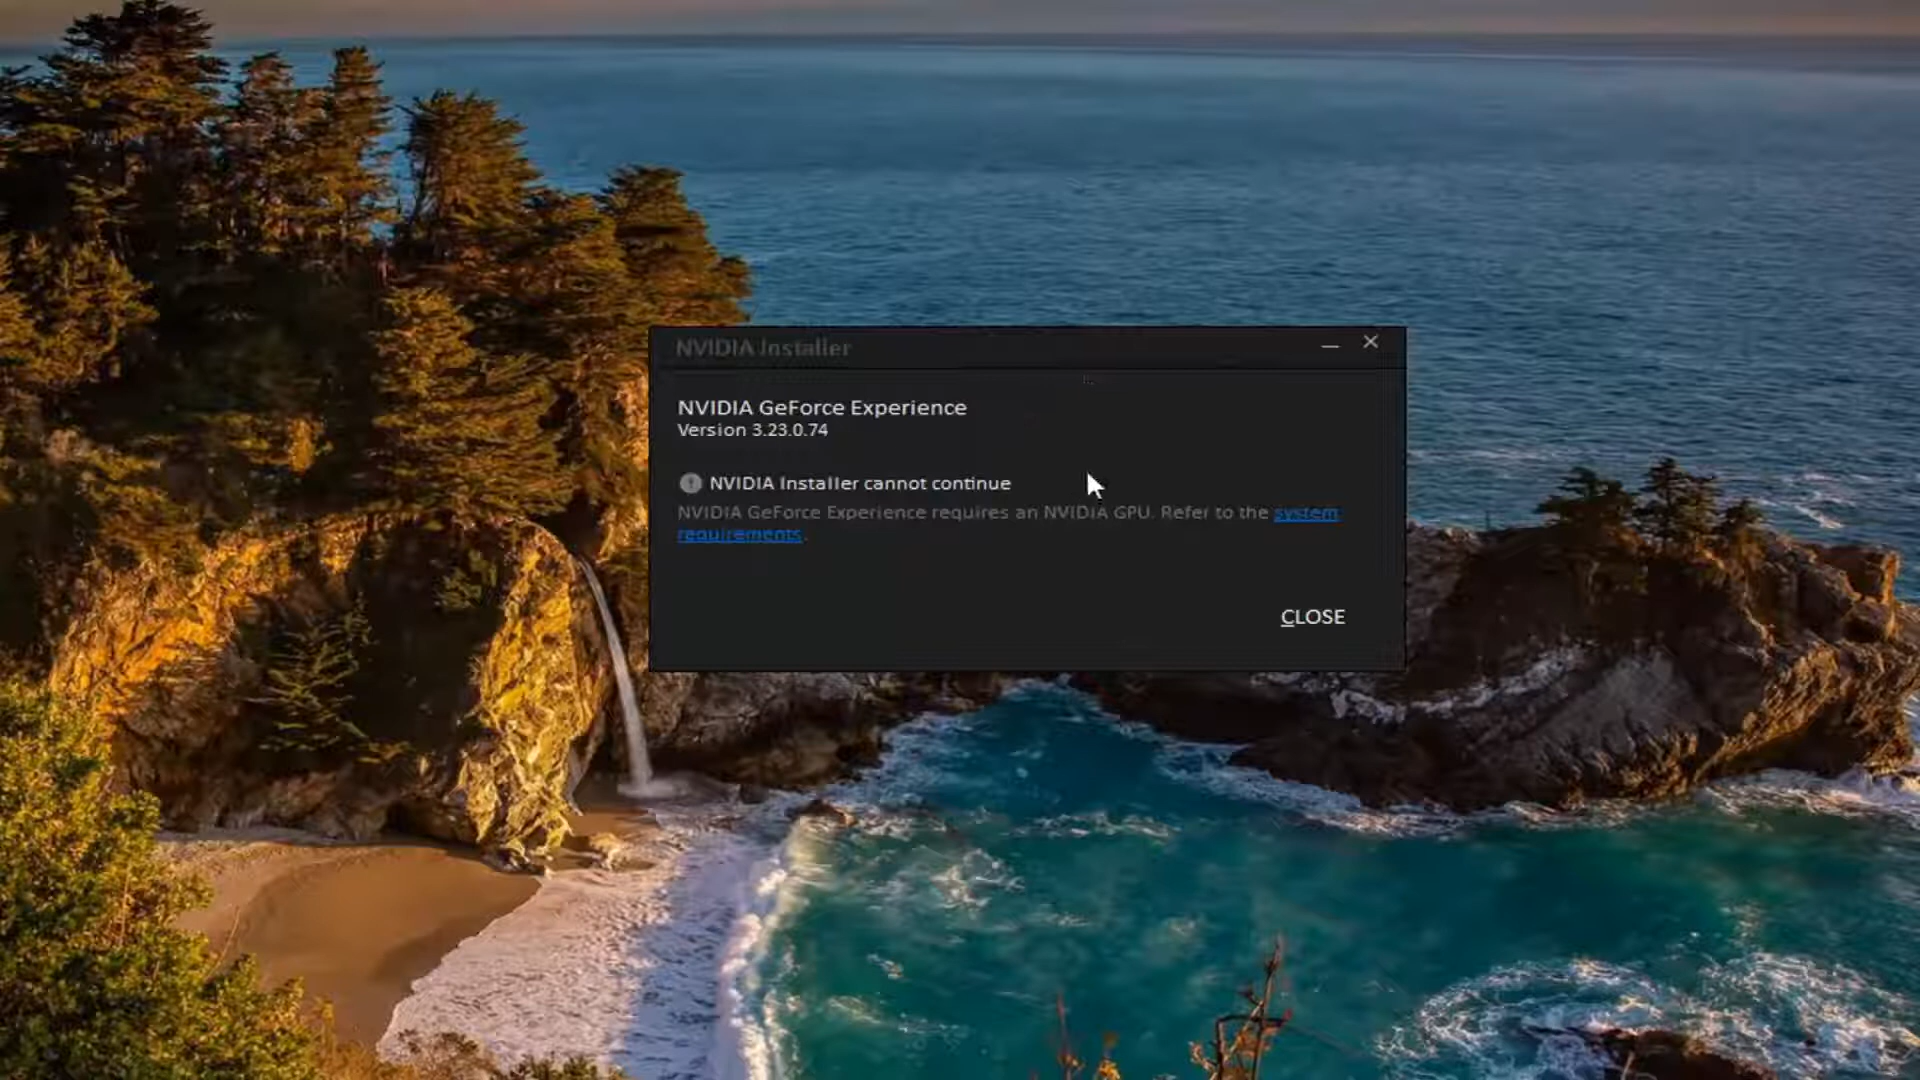 NVIDIA Installer
NVIDIA GeForce Experience
Version 3.23.0.74
NVIDIA Installer cannot continue
NVIDIA GeForce Experience requires an NVIDIA GPU. Refer to the system
requirements.
CLOSE